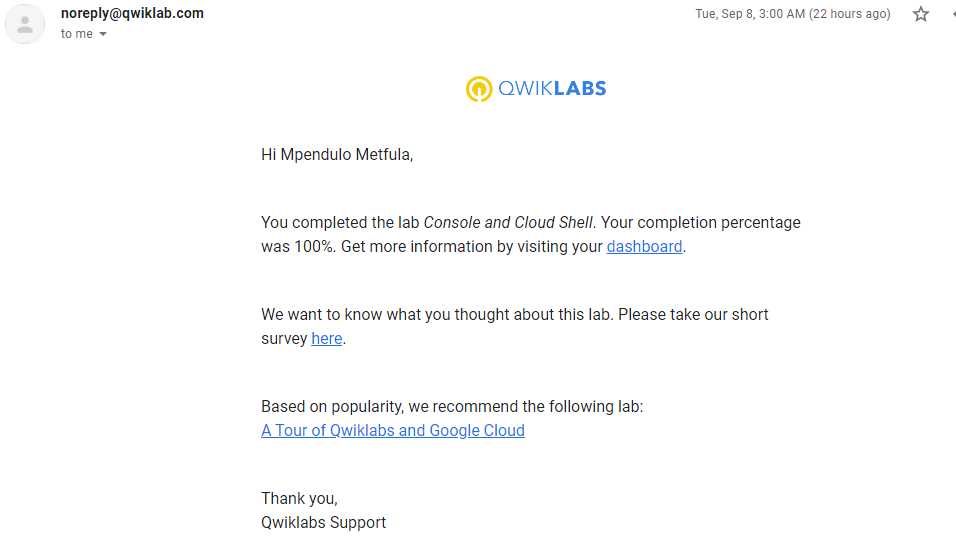 noreply@qwiklab.com
Tue, Sep 8, 3:00 AM (22 hours ago)
to me
QWIKLABS
Hi Mpendulo Metfula,
You completed the lab Console and Cloud Shell. Your completion percentage
was 100%. Get more information by visiting your dashboard.
We want to know what you thought about this lab. Please take our short
survey here.
Based on popularity, we recommend the following lab:
A Tour of Qwiklabs and Google Cloud
Thank you,
Qwiklabs Support